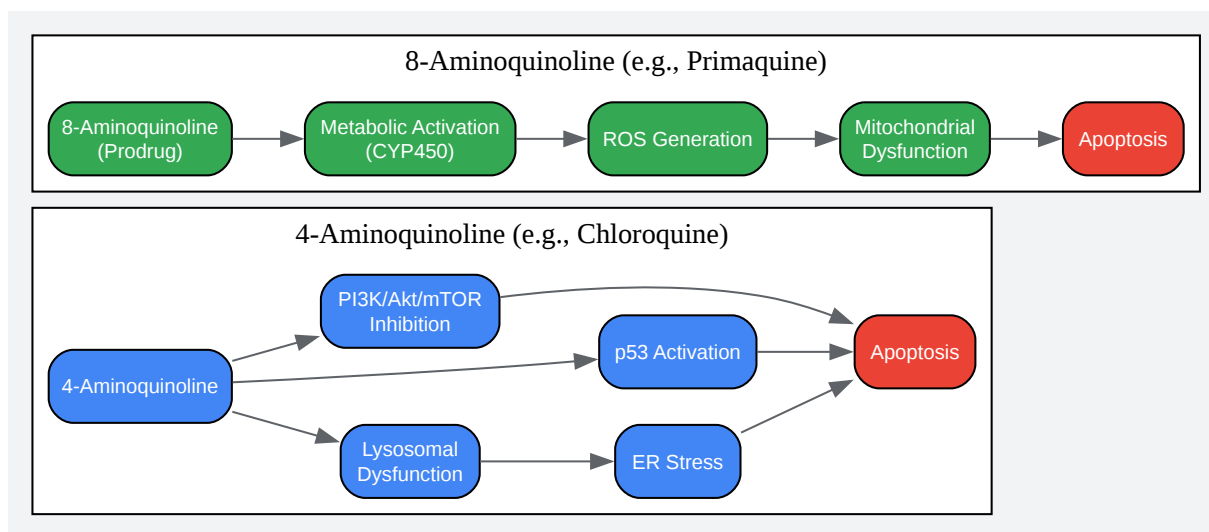 8-Aminoquinoline (e.g., Primaquine)
8-Aminoquinoline
(Prodrug)
Metabolic Activation
(CYP450)
ROS Generation
Mitochondrial
Dysfunction
Apoptosis
4-Aminoquinoline (e.g., Chloroquine)
4-Aminoquinoline
PI3K/Akt/mTOR
Inhibition
p53 Activation
Lysosomal
Dysfunction
ER Stress
Apoptosis